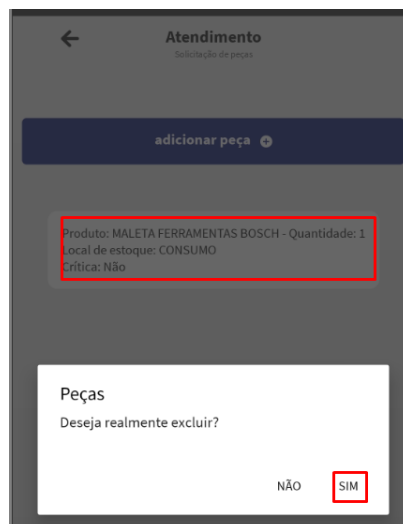 Atendimento
Solicitação de peças
adicionar peça
Produto: MALETA FERRAMENTAS BOSCH - Quantidade: 1
Local de estoque: CONSUMO
Crítica: Não
Peças
Deseja realmente excluir?
NÃO SIM